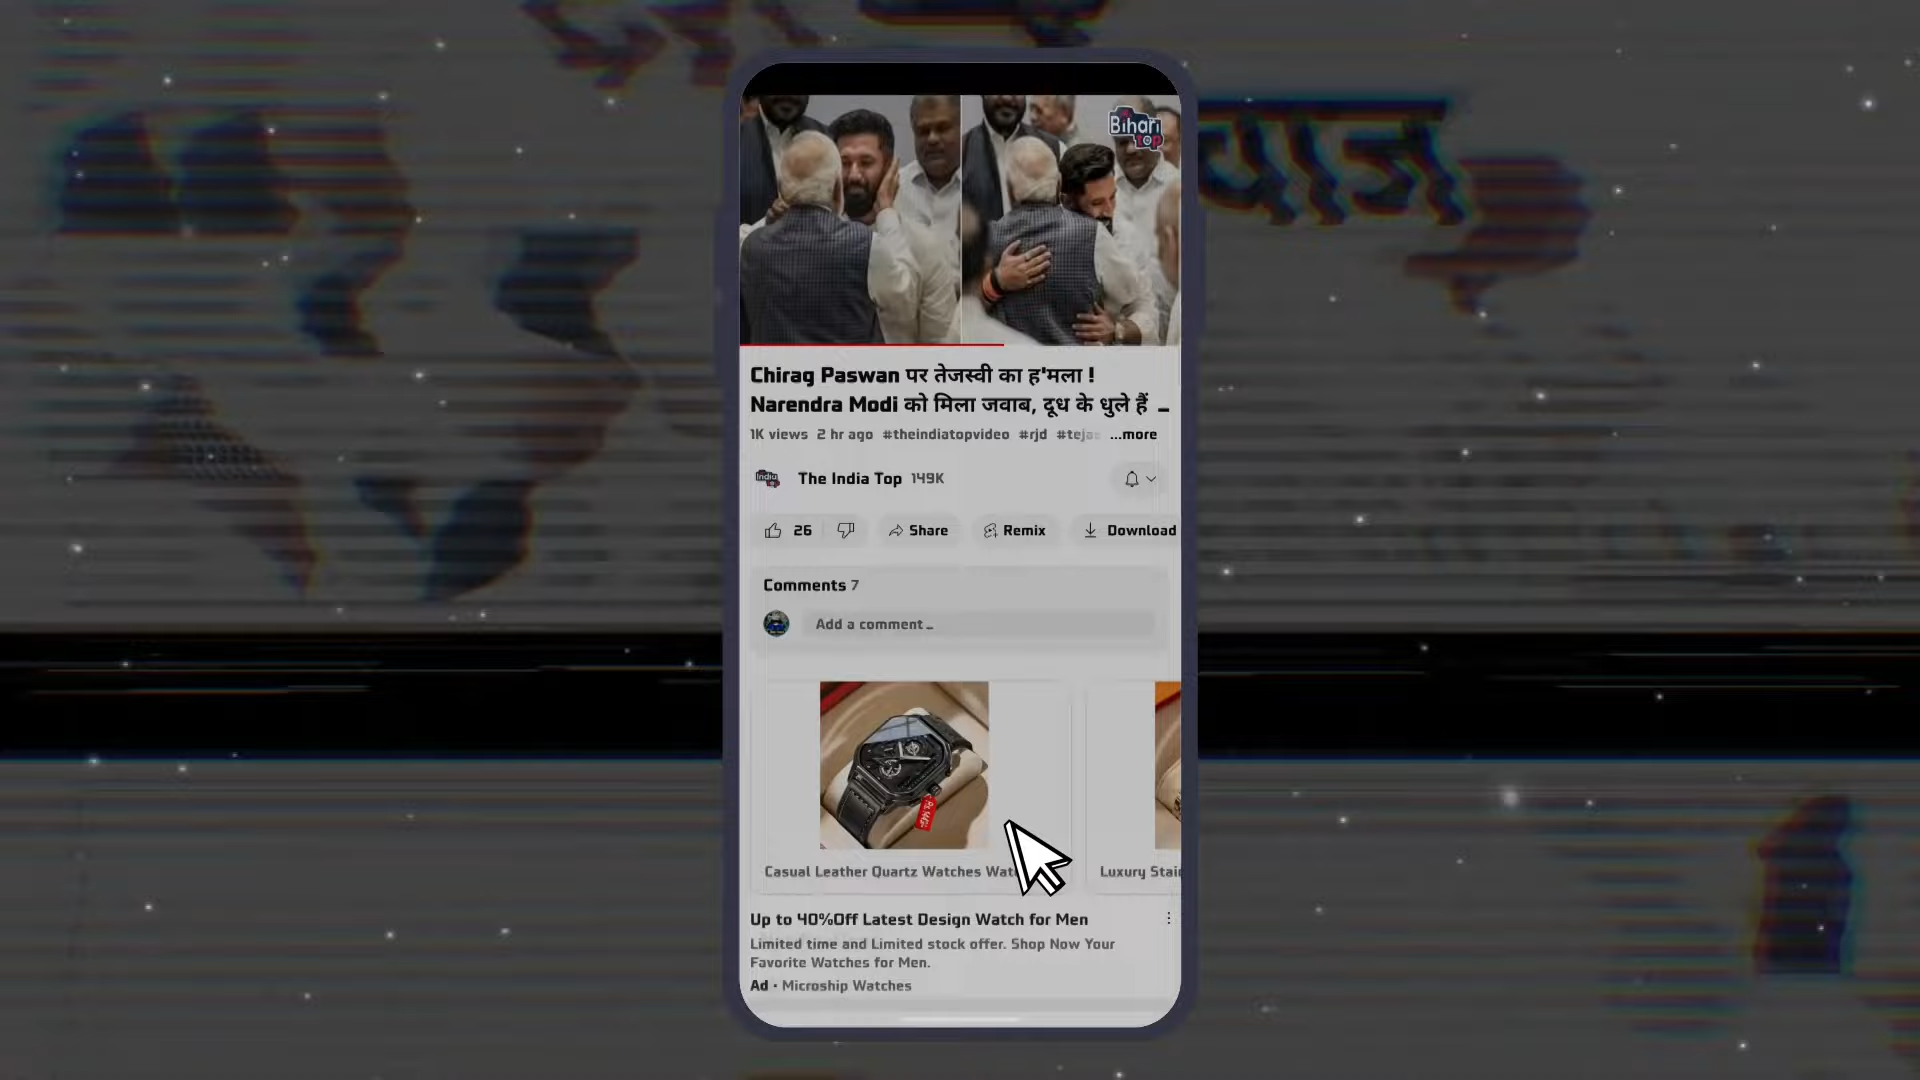 Bihari
top
Chirag Paswan पर तेजस्वी का ह'मला !
Narendra Modi को मिला जवाब, दूध के धुले हैं _
1K views 2 hr ago #theindiatopvideo #rjd #teja ...more
India
The India Top 149K
26 Share Remix Download
Comments 7
Add a comment _
Casual Leather Quartz Watches
Luxury
Up to 40%Off Latest Design Watch for Men
Limited time and Limited stock offer. Shop Now Your
Favorite Watches for Men.
Ad · Microship Watches